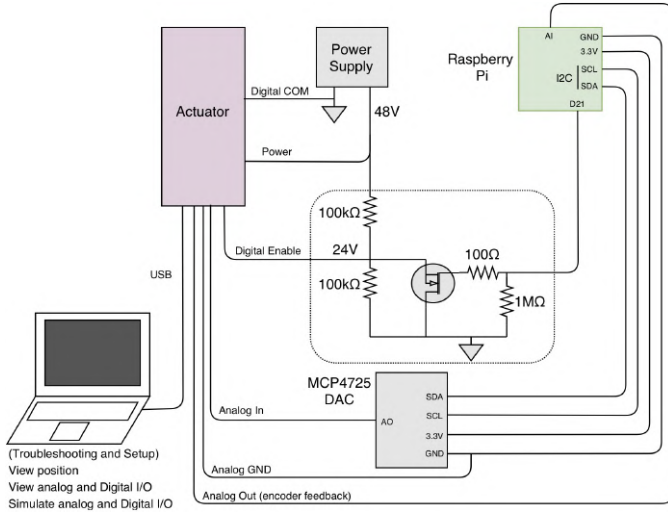 Actuator
Power
Supply
Digital COM
48V
Power
Raspberry
Pi
AI
GND
3.3V
I2C
SCL
SDA
D21
100kΩ
Digital Enable
24V
100kΩ
100Ω
1MΩ
USB
MCP4725
DAC
AO
SDA
SCL
3.3V
GND
Analog In
Analog GND
Analog Out (encoder feedback)
(Troubleshooting and Setup)
View position
View analog and Digital I/O
Simulate analog and Digital I/O